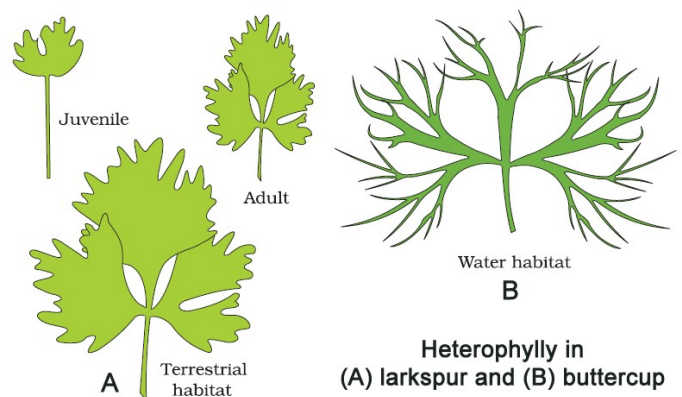 Juvenile
Adult
Water habitat
B
A
Terrestrial
habitat
Heterophylly in
(A) larkspur and (B) buttercup